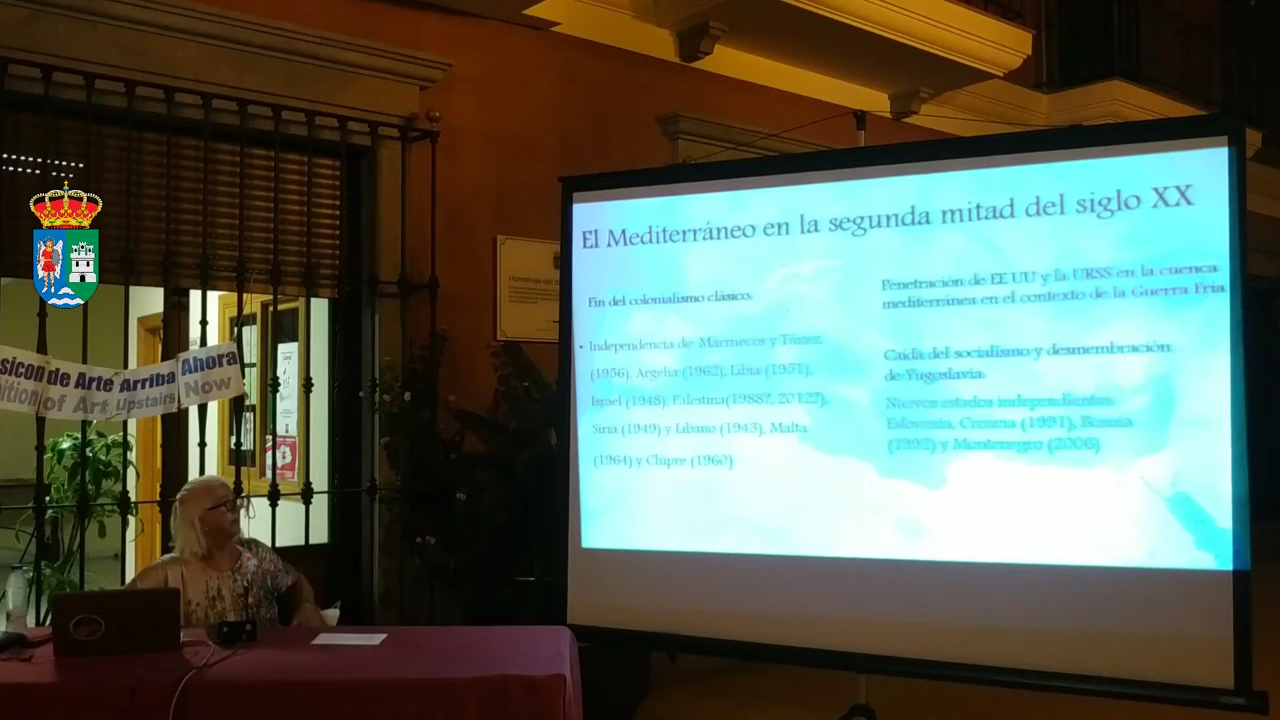 El Mediterráneo en la segunda mitad del siglo XX
Fin del colonialismo clásico.
• Independencia de Marruecos y Túnez
(1956), Argelia (1962), Libia (1951),
Israel (1948), Palestina(1988?, 2012?),
Siria (1949) y Líbano (1943), Malta
(1964) y Chipre (1960)
Penetración de EE UU y la URSS en la cuenca
mediterránea en el contexto de la Guerra Fría
Caída del socialismo y desmembración
de Yugoslavia.
Nuevos estados independientes:
Eslovenia, Croacia (1991), Bosnia
(1992) y Montenegro (2006)
Homenaje del
sicon de Arte Arriba Ahora
ition of Art Upstairs Now